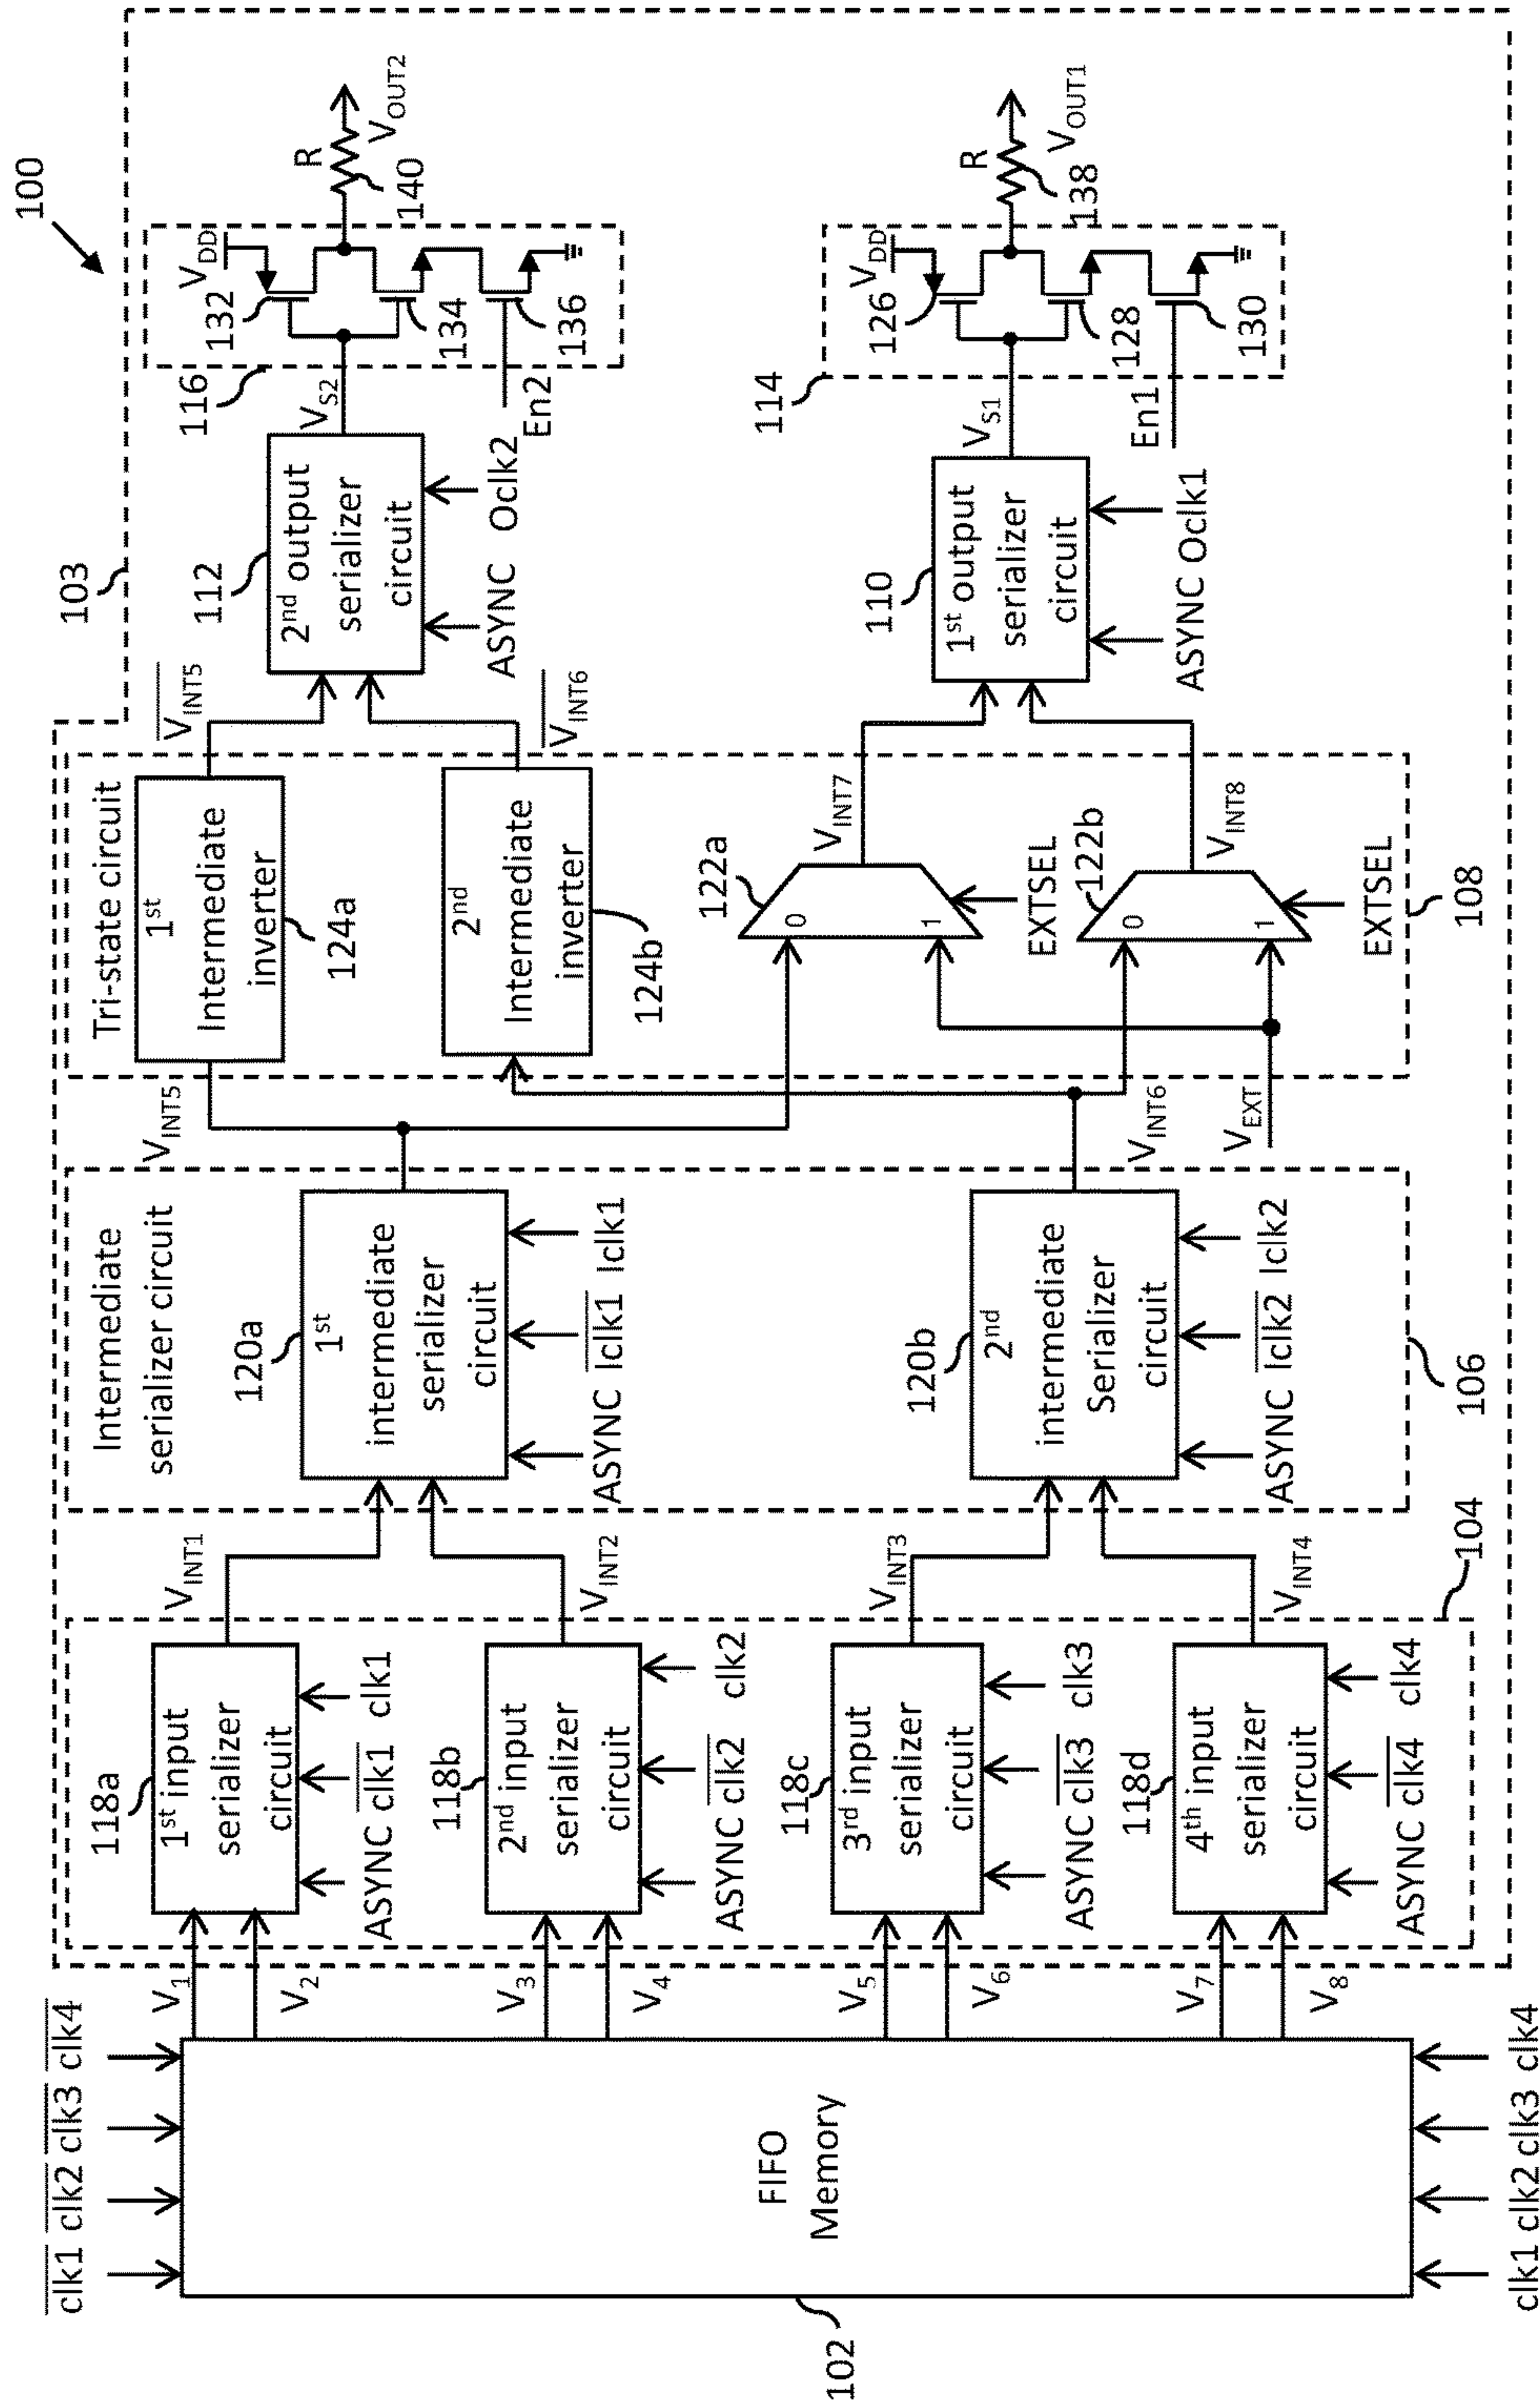 100
103
Tri-state circuit
Intermediate
serializer circuit
clk1 clk2 clk3 clk4
102
FIFO
Memory
clk1 clk2 clk3 clk4
V1
V2
V3
V4
V5
V6
V7
V8
118a
1st input
serializer
circuit
ASYNC clk1 clk1
118b
2nd input
serializer
circuit
ASYNC clk2 clk2
118c
3rd input
serializer
circuit
ASYNC clk3 clk3
118d
4th input
serializer
circuit
ASYNC clk4 clk4
104
VINT1
VINT2
VINT3
VINT4
120a
1st
intermediate
serializer
circuit
ASYNC Iclk1 Iclk1
120b
2nd
intermediate
Serializer
circuit
ASYNC Iclk2 Iclk2
106
VINT5
VINT6
VEXT
1st
Intermediate
inverter
124a
2nd
Intermediate
inverter
124b
122a
0
1
EXTSEL
122b
0
1
EXTSEL
108
VINT5
VINT6
VINT7
VINT8
112
2nd output
serializer
circuit
ASYNC Oclk2
110
1st output
serializer
circuit
ASYNC Oclk1
VS2
116
En2
VDD
132
134
136
R
140
VOUT2
VS1
114
En1
VDD
126
128
130
R
138
VOUT1